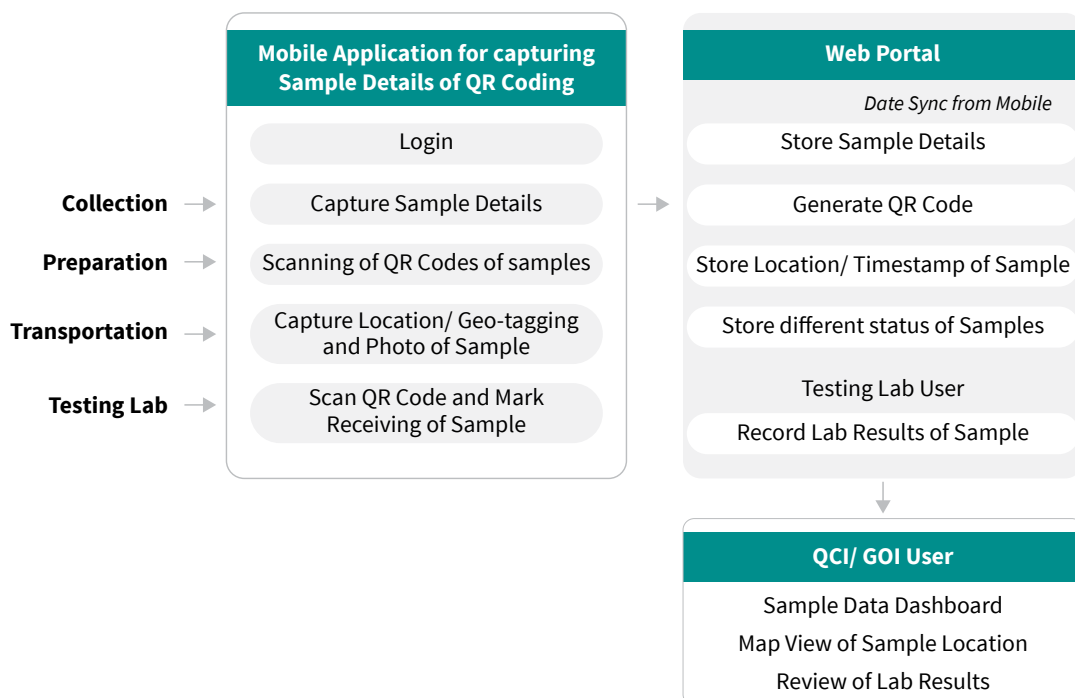 Mobile Application for capturing
Sample Details of QR Coding
Login
Collection
Capture Sample Details
Preparation
Scanning of QR Codes of samples
Transportation
Capture Location/ Geo-tagging
and Photo of Sample
Testing Lab
Scan QR Code and Mark
Receiving of Sample
Web Portal
Date Sync from Mobile
Store Sample Details
Generate QR Code
Store Location/ Timestamp of Sample
Store different status of Samples
Testing Lab User
Record Lab Results of Sample
QCI/ GOI User
Sample Data Dashboard
Map View of Sample Location
Review of Lab Results